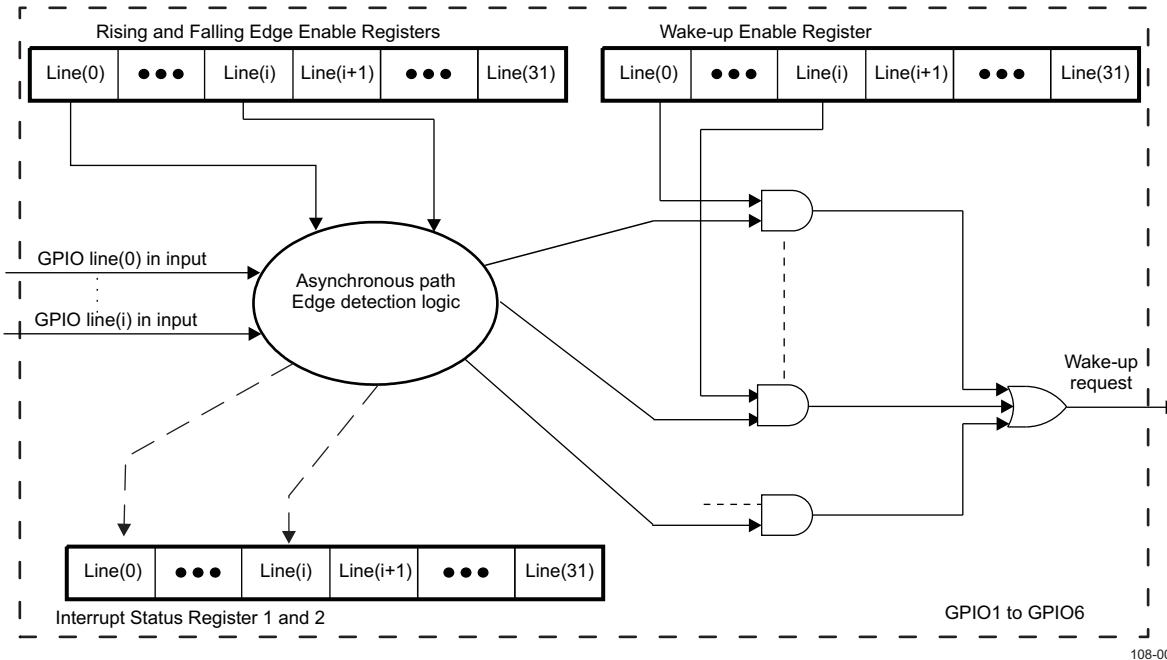 Rising and Falling Edge Enable Registers
Wake-up Enable Register
Line(0) ●●● Line(i) Line(i+1) ●●● Line(31)
Line(0) ●●● Line(i) Line(i+1) ●●● Line(31)
GPIO line(0) in input
GPIO line(i) in input
Asynchronous path
Edge detection logic
Wake-up
request
Line(0) ●●● Line(i) Line(i+1) ●●● Line(31)
Interrupt Status Register 1 and 2
GPIO1 to GPIO6
108-00